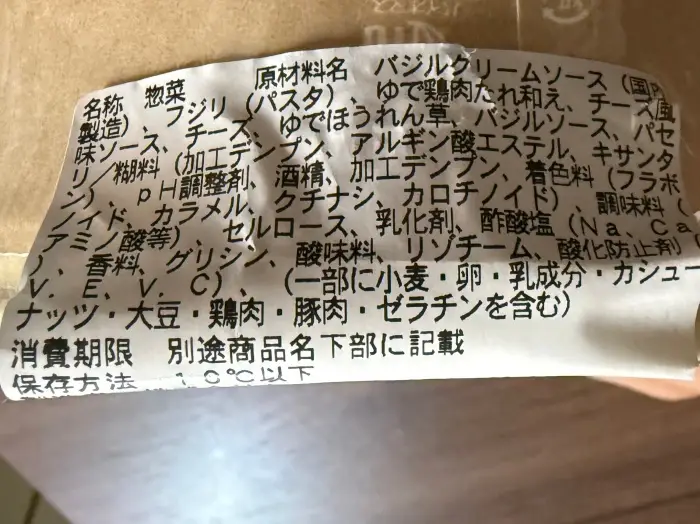 名称 惣菜 原材料名 バジルクリームソース（国内
製造）、フジリ（パスタ）、ゆで鶏肉たれ和え、チーズ風
味ソース、チーズ、ゆでほうれん草、バジルソース、パセ
リ／糊料（加工デンプン、アルギン酸エステル、キサンタ
ン）、ｐＨ調整剤、酒精、加工デンプン、着色料（フラボ
ノイド、カラメル、クチナシ、カロチノイド）、調味料（
アミノ酸等）、セルロース、乳化剤、酢酸塩（Ｎａ、Ｃａ
）、香料、グリシン、酸味料、リゾチーム、酸化防止剤（
Ｖ．Ｅ、Ｖ．Ｃ）、（一部に小麦・卵・乳成分・カシュー
ナッツ・大豆・鶏肉・豚肉・ゼラチンを含む）
消費期限 別途商品名下部に記載
保存方法 １０℃以下